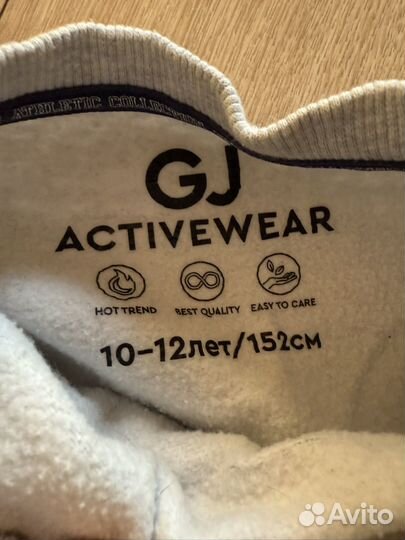 ATHLETIC COLLECTION
GJ
ACTIVEWEAR
HOT TREND BEST QUALITY EASY TO CARE
10-12лет/152см
Avito